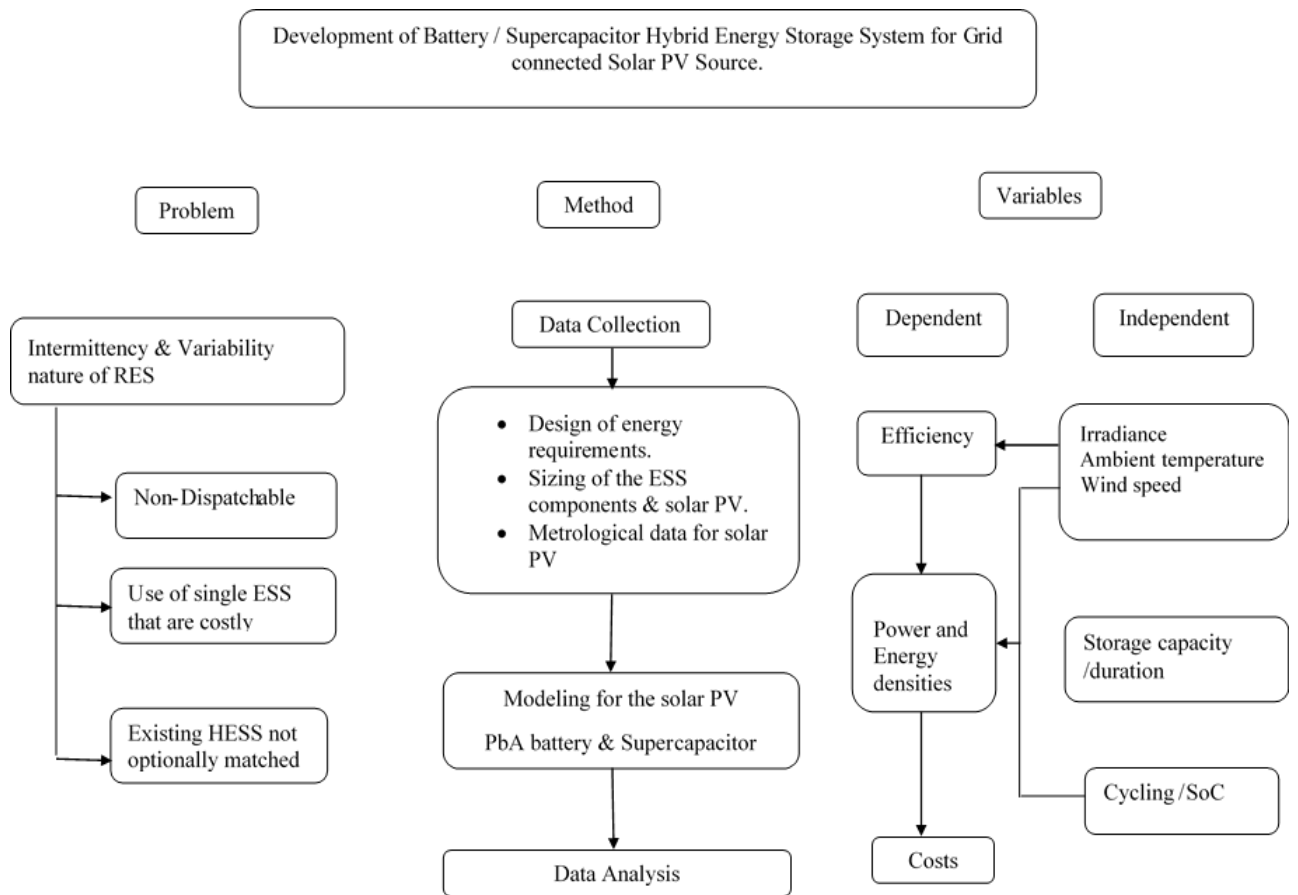 Development of Battery / Supercapacitor Hybrid Energy Storage System for Grid
connected Solar PV Source.
Problem
Method
Variables
Intermittency & Variability
nature of RES
Non-Dispatchable
Use of single ESS
that are costly
Existing HESS not
optionally matched
Data Collection
• Design of energy
requirements.
• Sizing of the ESS
components & solar PV.
• Metrological data for solar
PV
Modeling for the solar PV
PbA battery & Supercapacitor
Data Analysis
Dependent
Independent
Efficiency
Irradiance
Ambient temperature
Wind speed
Power and
Energy
densities
Storage capacity
/duration
Cycling /SoC
Costs